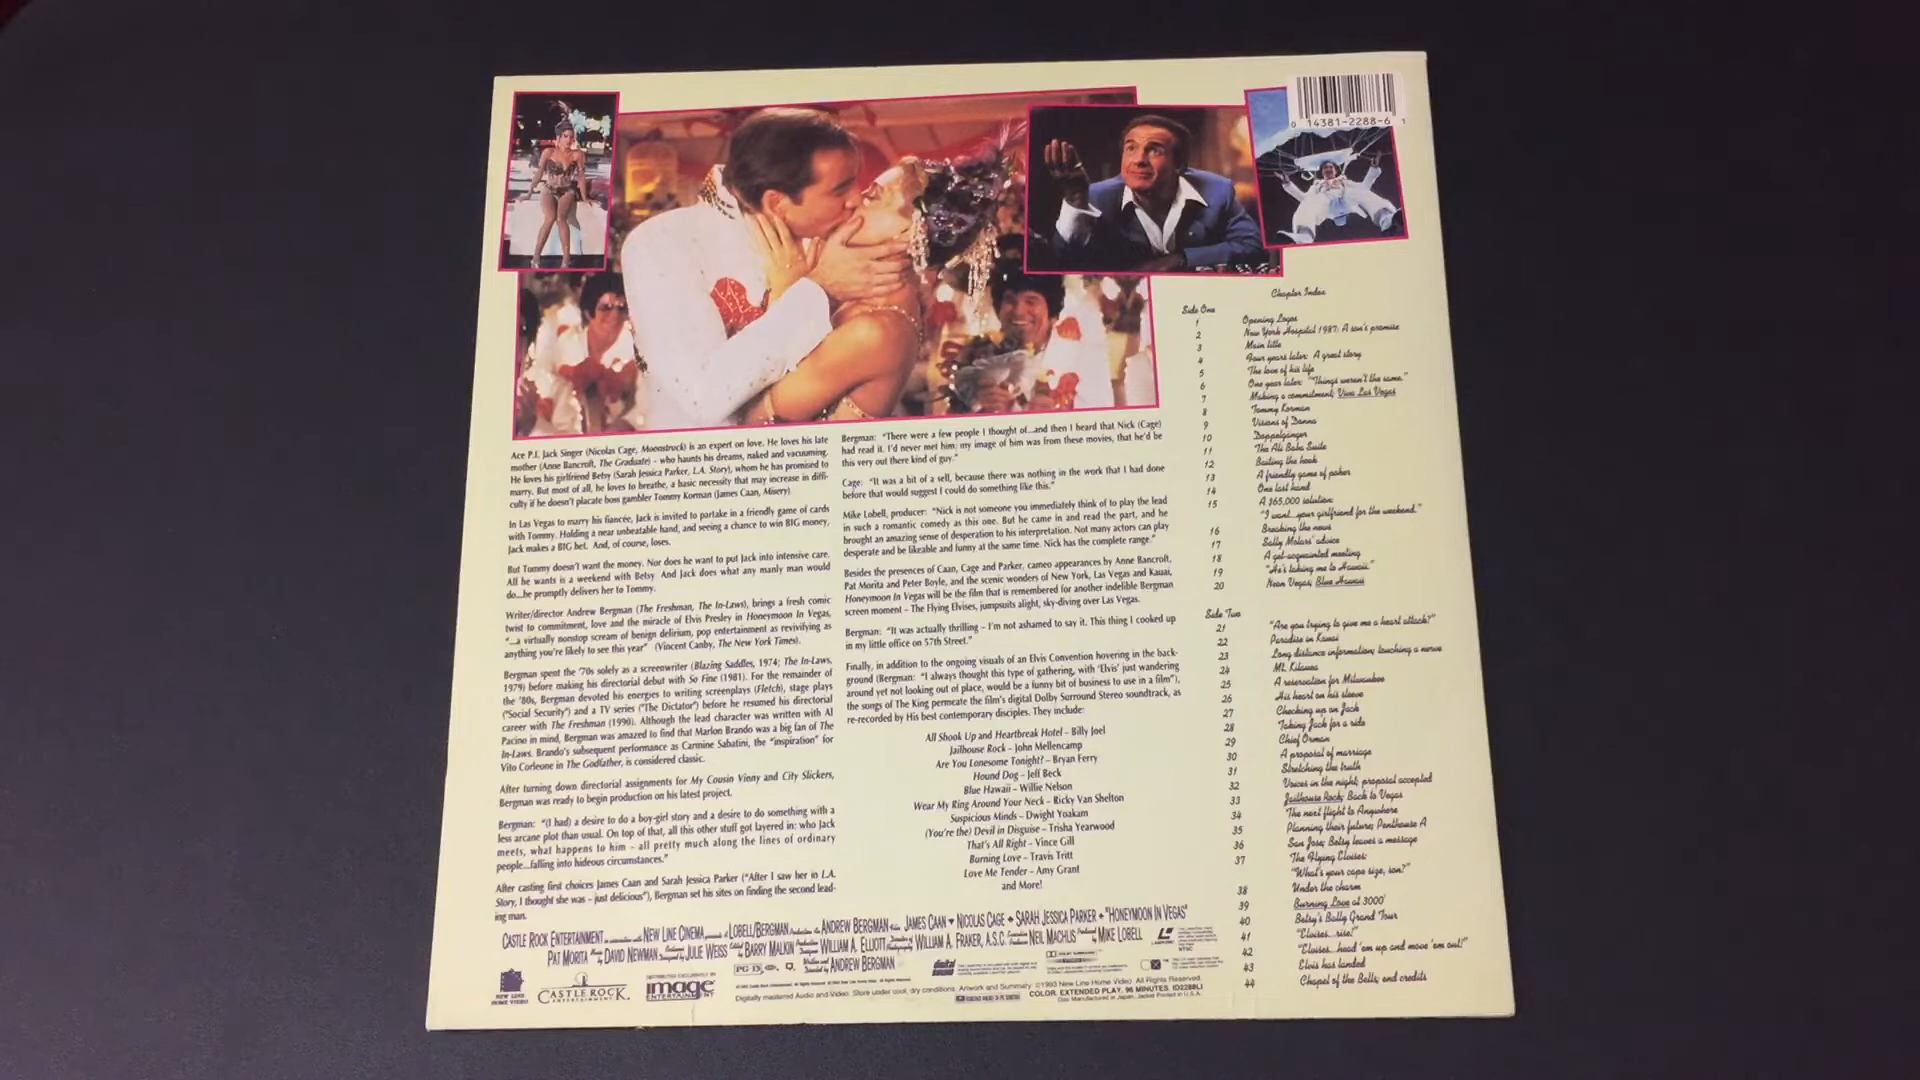 0 14381-2288-6 1
Ace P.I. Jack Singer (Nicolas Cage, Moonstruck) is an expert on love. He loves his late
mother (Anne Bancroft, The Graduate) - who haunts his dreams, naked and vacuuming.
He loves his girlfriend Betsy (Sarah Jessica Parker, L.A. Story), whom he has promised to
marry. But most of all, he loves to breathe, a basic necessity that may increase in diffi-
culty if he doesn't placate boss gambler Tommy Korman (James Caan, Misery).
In Las Vegas to marry his fiancée, Jack is invited to partake in a friendly game of cards
with Tommy. Holding a near unbeatable hand, and seeing a chance to win BIG money,
Jack makes a BIG bet. And, of course, loses.
But Tommy doesn't want the money. Nor does he want to put Jack into intensive care.
All he wants is a weekend with Betsy. And Jack does what any manly man would
do...he promptly delivers her to Tommy.
Writer/director Andrew Bergman (The Freshman, The In-Laws), brings a fresh comic
twist to commitment, love and the miracle of Elvis Presley in Honeymoon In Vegas,
"...a virtually nonstop scream of benign delirium, pop entertainment as revivifying as
anything you're likely to see this year" (Vincent Canby, The New York Times).
Bergman spent the '70s solely as a screenwriter (Blazing Saddles, 1974; The In-Laws,
1979) before making his directorial debut with So Fine (1981). For the remainder of
the '80s, Bergman devoted his energies to writing screenplays (Fletch), stage plays
("Social Security") and a TV series ("The Dictator") before he resumed his directorial
career with The Freshman (1990). Although the lead character was written with Al
Pacino in mind, Bergman was amazed to find that Marlon Brando was a big fan of The
In-Laws. Brando's subsequent performance as Carmine Sabatini, the "inspiration" for
Vito Corleone in The Godfather, is considered classic.
After turning down directorial assignments for My Cousin Vinny and City Slickers,
Bergman was ready to begin production on his latest project.
Bergman: "(I had) a desire to do a boy-girl story and a desire to do something with a
less arcane plot than usual. On top of that, all this other stuff got layered in: who Jack
meets, what happens to him - all pretty much along the lines of ordinary
people...falling into hideous circumstances."
After casting first choices James Caan and Sarah Jessica Parker ("After I saw her in L.A.
Story, I thought she was - just delicious"), Bergman set his sites on finding the second lead-
ing man.
Bergman: "There were a few people I thought of...and then I heard that Nick (Cage)
had read it. I'd never met him; my image of him was from these movies, that he'd be
this very out there kind of guy."
Cage: "It was a bit of a sell, because there was nothing in the work that I had done
before that would suggest I could do something like this."
Mike Lobell, producer: "Nick is not someone you immediately think of to play the lead
in such a romantic comedy as this one. But he came in and read the part, and he
brought an amazing sense of desperation to his interpretation. Not many actors can play
desperate and be likeable and funny at the same time. Nick has the complete range."
Besides the presences of Caan, Cage and Parker, cameo appearances by Anne Bancroft,
Pat Morita and Peter Boyle, and the scenic wonders of New York, Las Vegas and Kauai,
Honeymoon In Vegas will be the film that is remembered for another indelible Bergman
screen moment - The Flying Elvises, jumpsuits alight, sky-diving over Las Vegas.
Bergman: "It was actually thrilling - I'm not ashamed to say it. This thing I cooked up
in my little office on 57th Street."
Finally, in addition to the ongoing visuals of an Elvis Convention hovering in the back-
ground (Bergman: "I always thought this type of gathering, with 'Elvis' just wandering
around yet not looking out of place, would be a funny bit of business to use in a film"),
the songs of The King permeate the film's digital Dolby Surround Stereo soundtrack, as
re-recorded by His best contemporary disciples. They include:
All Shook Up and Heartbreak Hotel - Billy Joel
Jailhouse Rock - John Mellencamp
Are You Lonesome Tonight? - Bryan Ferry
Hound Dog - Jeff Beck
Blue Hawaii - Willie Nelson
Wear My Ring Around Your Neck - Ricky Van Shelton
Suspicious Minds - Dwight Yoakam
(You're the) Devil in Disguise - Trisha Yearwood
That's All Right - Vince Gill
Burning Love - Travis Tritt
Love Me Tender - Amy Grant
and More!
Chapter Index
Side One
1 Opening Logos
2 New York Hospital 1987: A son's promise
3 Main title
4 Four years later: A great story
5 The love of his life
6 One year later: "Things weren't the same."
7 Making a commitment; Viva Las Vegas
8 Tommy Korman
9 Visions of Donna
10 Doppelganger
11 The Ali Baba Suite
12 Baiting the hook
13 A friendly game of poker
14 One last hand
15 A $65,000 solution:
"I want...your girlfriend for the weekend."
16 Breaking the news
17 Sally Molars' advice
18 A get-acquainted meeting
19 "He's taking me to Hawaii."
20 Neon Vegas; Blue Hawaii
Side Two
21 "Are you trying to give me a heart attack?"
22 Paradise in Kauai
23 Long distance information; touching a nerve
24 Mt. Kilauea
25 A reservation for Milwaukee
26 His heart on his sleeve
27 Checking up on Jack
28 Taking Jack for a ride
29 Chief Orman
30 A proposal of marriage
31 Stretching the truth
32 Voices in the night; proposal accepted
33 Jailhouse Rock; Back to Vegas
34 The next flight to Anywhere
35 Planning their future; Penthouse A
36 San Jose; Betsy leaves a message
37 The Flying Elvises:
"What's your cape size, son?"
38 Under the charm
39 Burning Love at 3000'
40 Betsy's Bally Grand Tour
41 "Elvises...rise!"
42 "Elvises...head 'em up and move 'em out!"
43 Elvis has landed
44 Chapel of the Bells; end credits
CASTLE ROCK ENTERTAINMENT in association with NEW LINE CINEMA presents a LOBELL/BERGMAN Production An ANDREW BERGMAN Film JAMES CAAN NICOLAS CAGE SARAH JESSICA PARKER "HONEYMOON IN VEGAS"
PAT MORITA Music by DAVID NEWMAN Costumes Designed by JULIE WEISS Edited by BARRY MALKIN Production Designer WILLIAM A. ELLIOTT Director of Photography WILLIAM A. FRAKER, A.S.C. Executive Producer NEIL MACHLIS Produced by MIKE LOBELL
Written and Directed by ANDREW BERGMAN
NEW LINE
HOME VIDEO
CASTLE ROCK
ENTERTAINMENT
DISTRIBUTED EXCLUSIVELY BY
image
ENTERTAINMENT
PG-13
digital
sound
DOLBY SURROUND
LASERDISC
NTSC
Digitally mastered Audio and Video. Store under cool, dry conditions. Artwork and Summary: ©1993 New Line Home Video. All Rights Reserved.
COLOR. EXTENDED PLAY. 96 MINUTES. ID2288LI
Disc Manufactured in Japan. Jacket Printed in U.S.A.